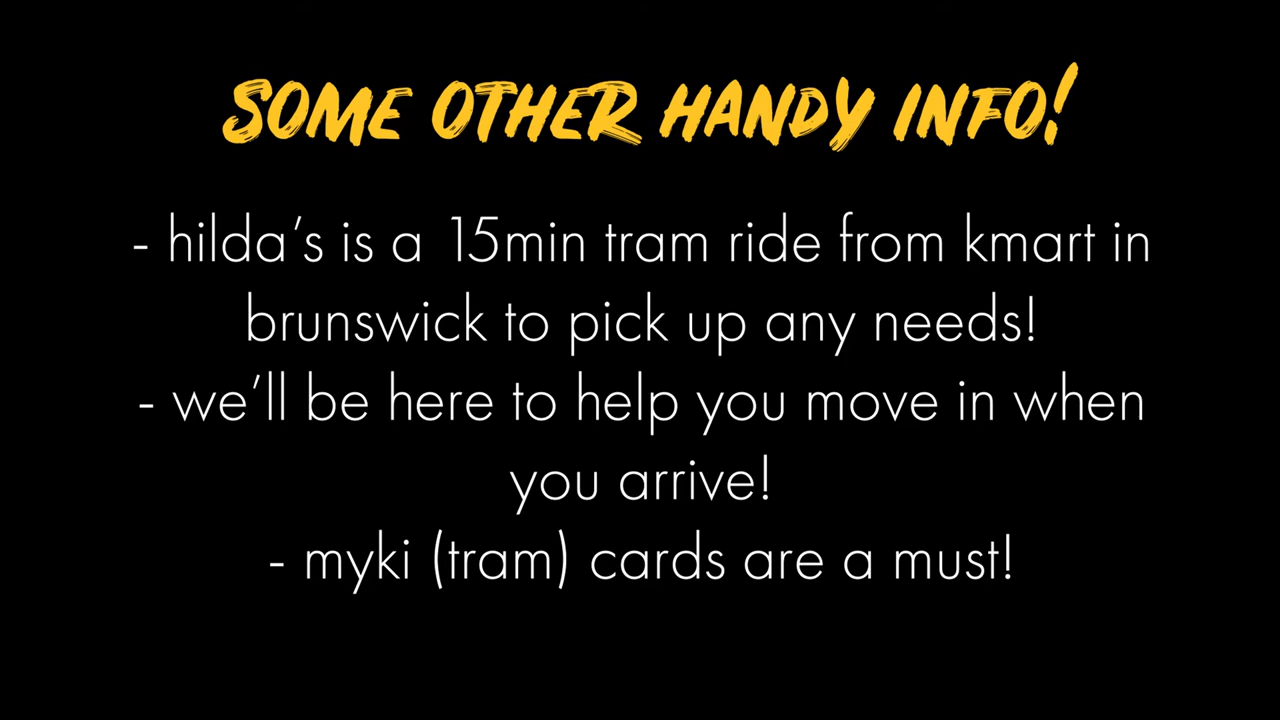 SOME OTHER HANDY INFO!
- hilda’s is a 15min tram ride from kmart in
brunswick to pick up any needs!
- we’ll be here to help you move in when
you arrive!
- myki (tram) cards are a must!